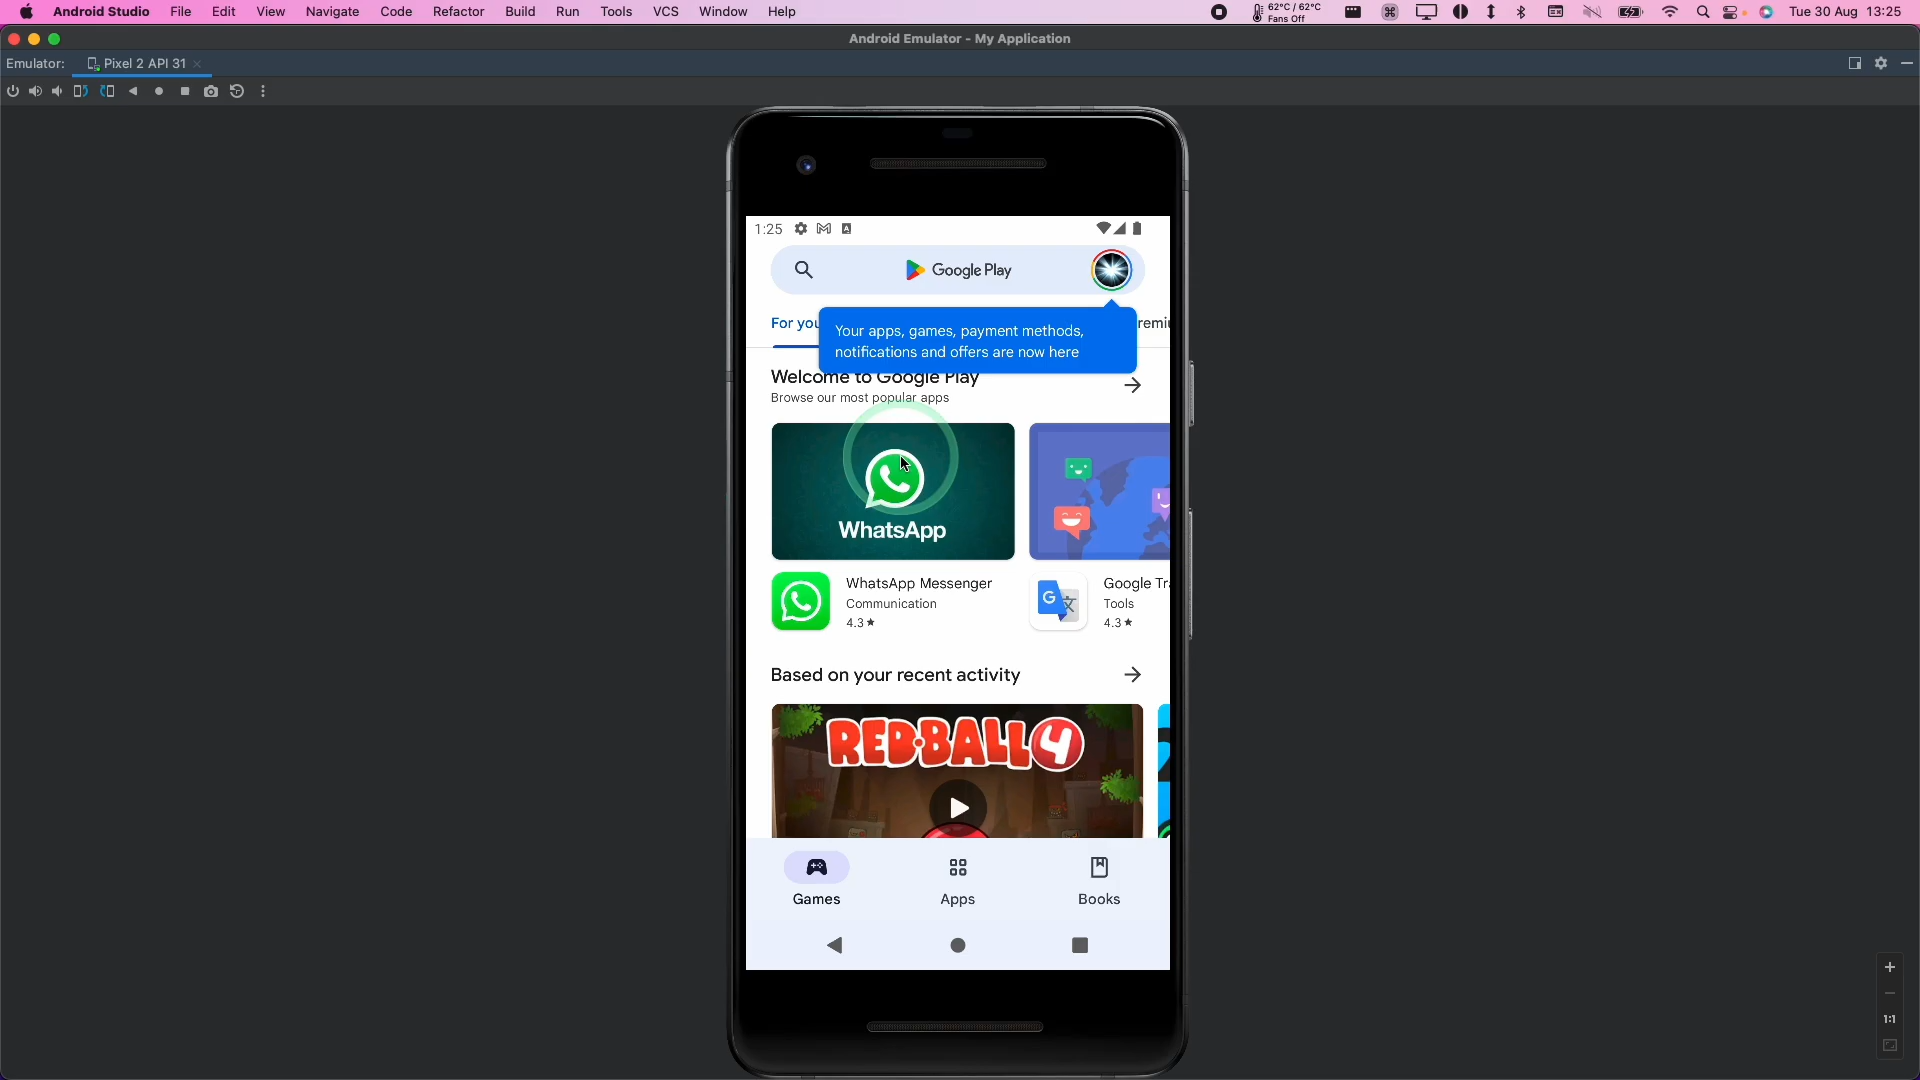 Android Studio File Edit View Navigate Code Refactor Build Run Tools VCS Window Help 62°C / 62°C Tue 30 Aug 13:25
Fans Off
Android Emulator - My Application
Emulator: Pixel 2 API 31
1:25
Google Play
For you
Your apps, games, payment methods,
notifications and offers are now here
Welcome to Google Play
Browse our most popular apps
WhatsApp
WhatsApp Messenger
Communication
4.3★
Google Tra
Tools
4.3★
Based on your recent activity
RED BALL 4
Games
Apps
Books
1:1